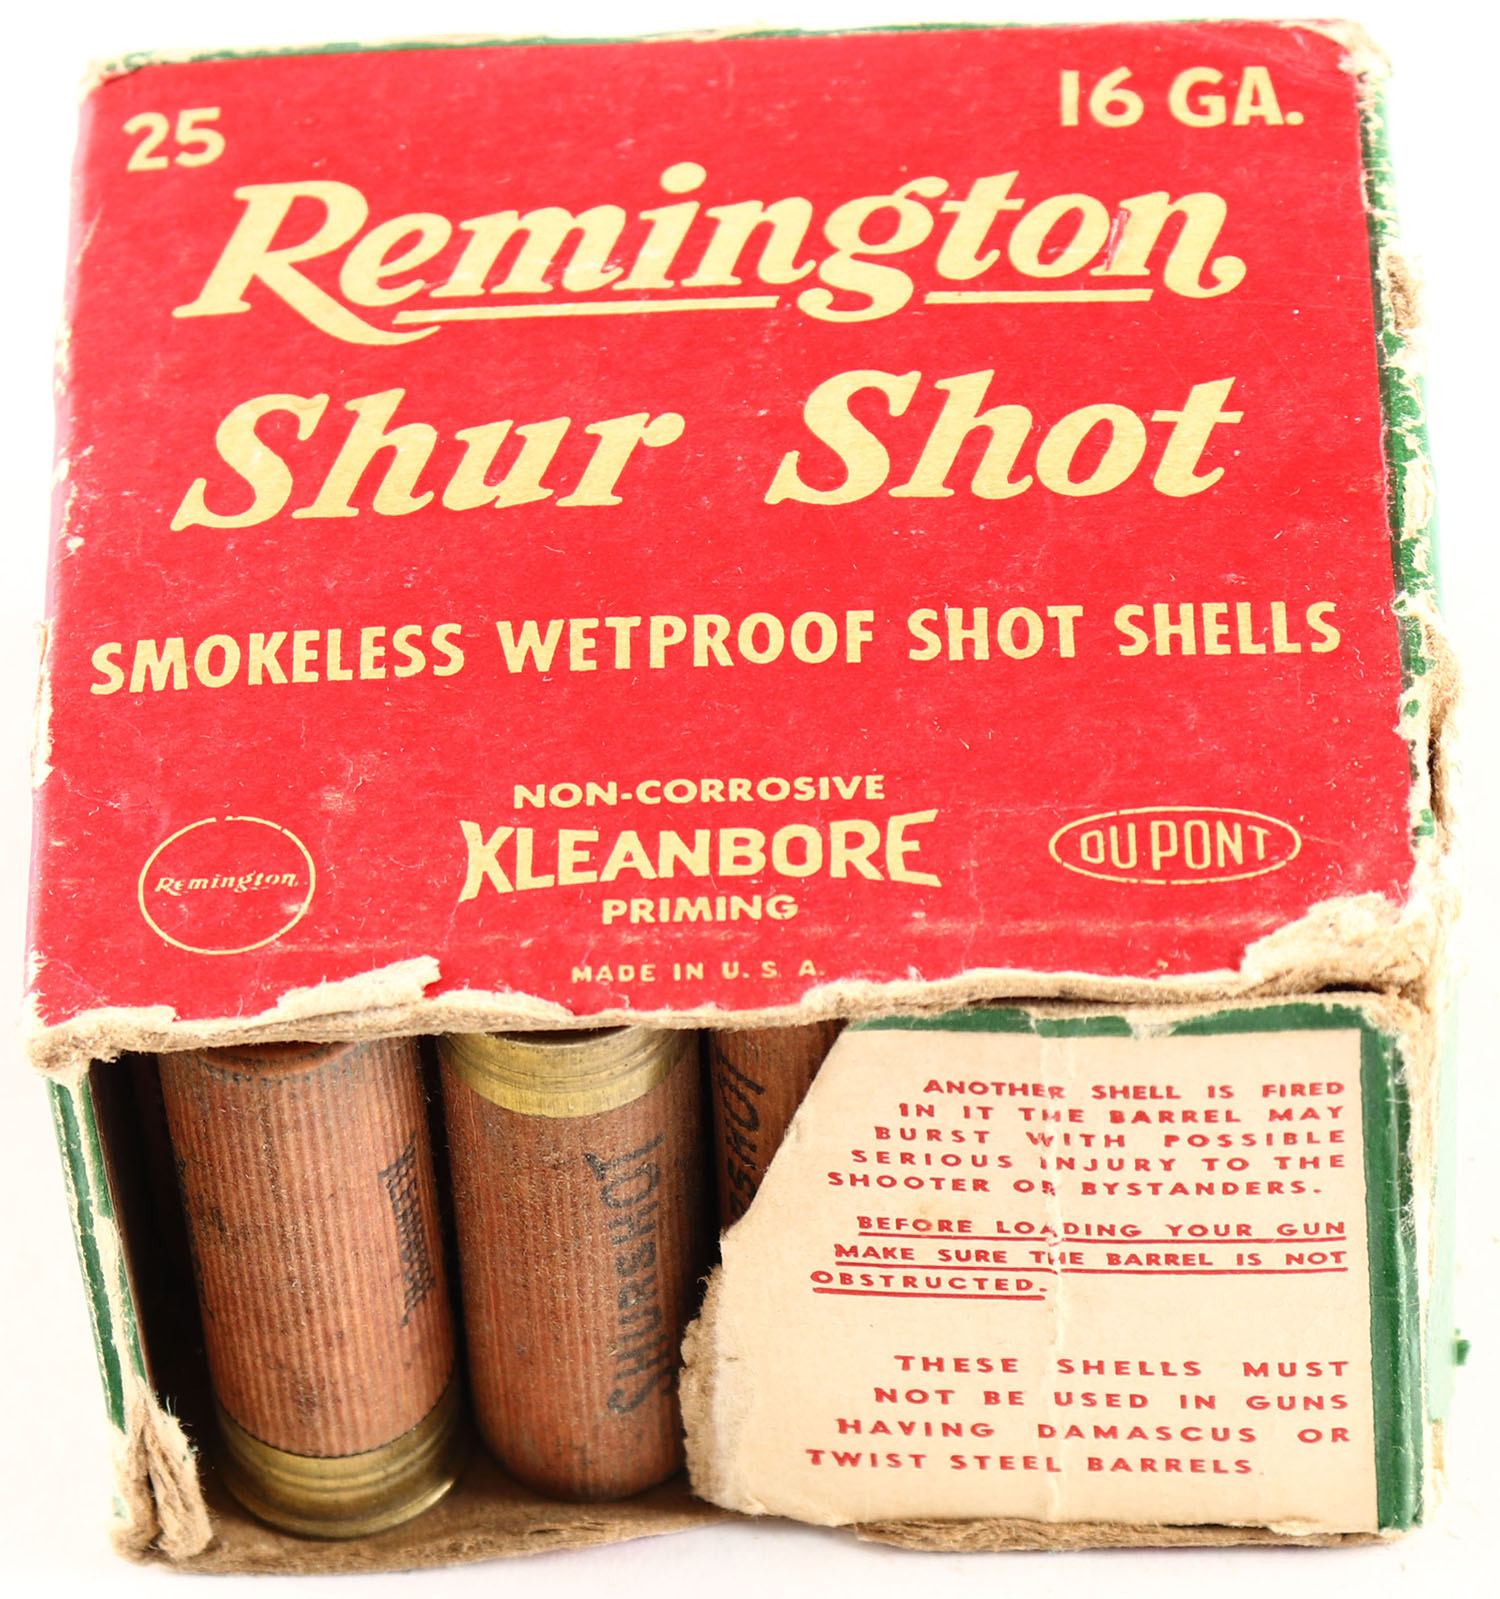 25
16 GA.
Remington
Shur Shot
SMOKELESS WETPROOF SHOT SHELLS
NON-CORROSIVE
KLEANBORE
PRIMING
Remington
DU PONT
MADE IN U. S. A.
SHURSHOT
ANOTHER SHELL IS FIRED
IN IT THE BARREL MAY
BURST WITH POSSIBLE
SERIOUS INJURY TO THE
SHOOTER OR BYSTANDERS.
BEFORE LOADING YOUR GUN
MAKE SURE THE BARREL IS NOT
OBSTRUCTED.
THESE SHELLS MUST
NOT BE USED IN GUNS
HAVING DAMASCUS OR
TWIST STEEL BARRELS.